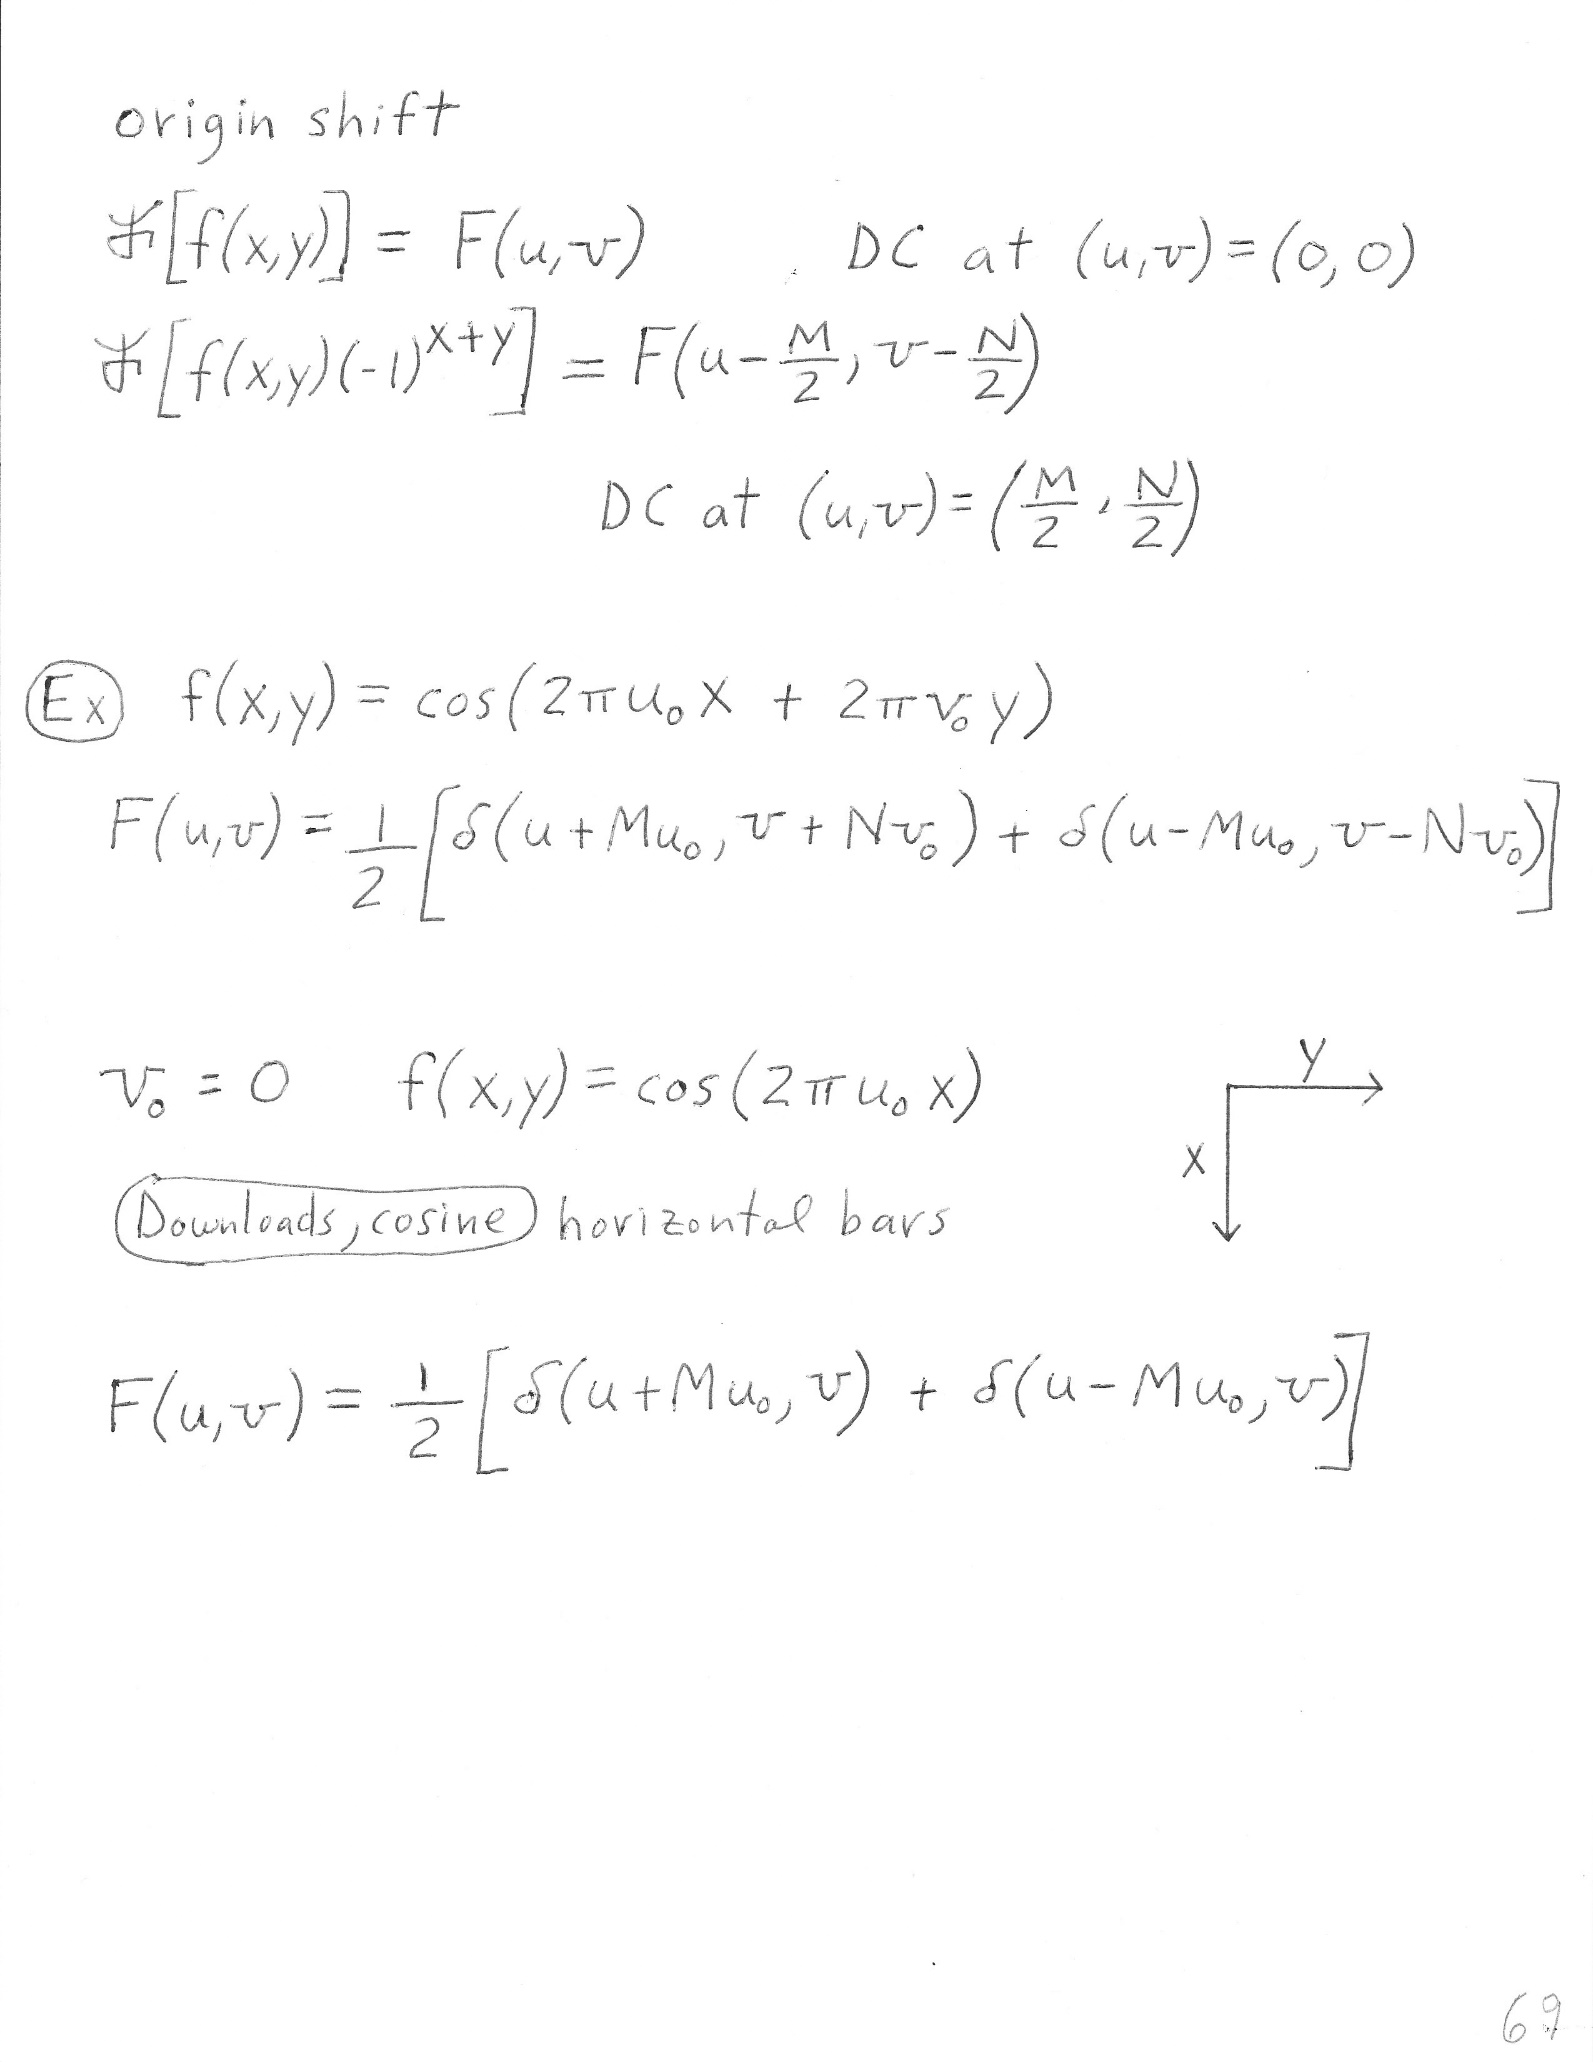 origin shift
ℱ[f(x,y)] = F(u,v) DC at (u,v)=(0,0)
ℱ[f(x,y)(-1)^{x+y}] = F(u-M/2, v-N/2)
DC at (u,v)=(M/2, N/2)
Ex f(x,y) = cos(2πu₀x + 2πv₀y)
F(u,v) = 1/2 [δ(u+Mu₀, v+Nv₀) + δ(u-Mu₀, v-Nv₀)]
v₀ = 0 f(x,y) = cos(2πu₀x)
y
x
Downloads, cosine horizontal bars
F(u,v) = 1/2 [δ(u+Mu₀, v) + δ(u-Mu₀, v)]
69